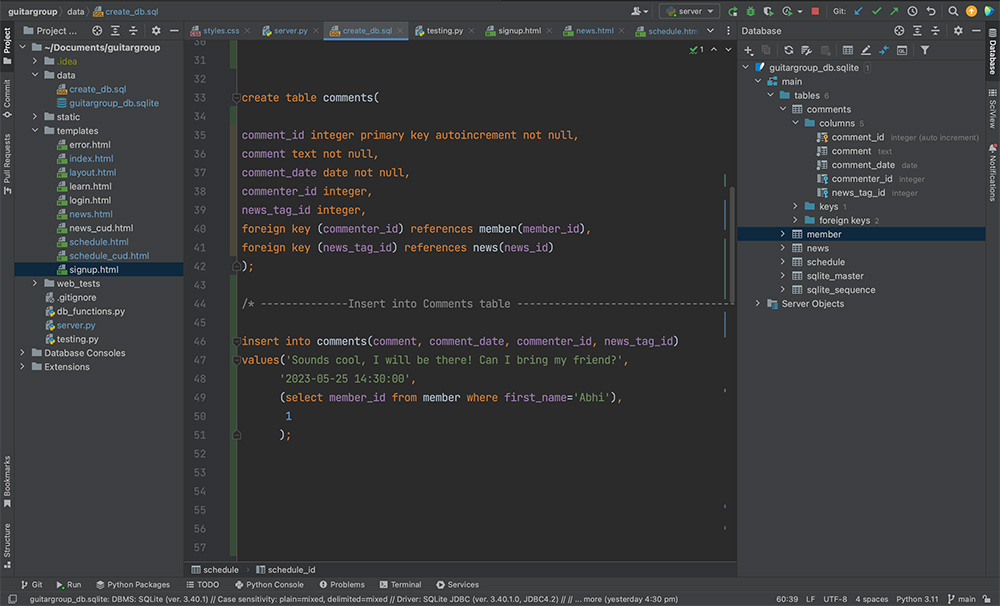 guitargroup data create_db.sql
server
Git:
Project ...
styles.css server.py create_db.sql testing.py signup.html news.html schedule.htm
Database
Project
Commit
Pull Requests
Bookmarks
Structure
~/Documents/guitargroup
.idea
data
create_db.sql
guitargroup_db.sqlite
static
templates
error.html
index.html
layout.html
learn.html
login.html
news.html
news_cud.html
schedule.html
schedule_cud.html
signup.html
web_tests
.gitignore
db_functions.py
server.py
testing.py
Database Consoles
Extensions
30
31
32
33 create table comments(
34
35 comment_id integer primary key autoincrement not null,
36 comment text not null,
37 comment_date date not null,
38 commenter_id integer,
39 news_tag_id integer,
40 foreign key (commenter_id) references member(member_id),
41 foreign key (news_tag_id) references news(news_id)
42 );
43
44 /* --------------Insert into Comments table -----------------------------------
45
46 insert into comments(comment, comment_date, commenter_id, news_tag_id)
47 values('Sounds cool, I will be there! Can I bring my friend?',
48 '2023-05-25 14:30:00',
49 (select member_id from member where first_name='Abhi'),
50 1
51 );
52
53
54
55
56
57
1
schedule schedule_id
guitargroup_db.sqlite 1
main
tables 6
comments
columns 5
comment_id integer (auto increment)
comment text
comment_date date
commenter_id integer
news_tag_id integer
keys 1
foreign keys 2
member
news
schedule
sqlite_master
sqlite_sequence
Server Objects
Database
SciView
Notifications
Git Run Python Packages TODO Python Console Problems Terminal Services
guitargroup_db.sqlite: DBMS: SQLite (ver. 3.40.1) // Case sensitivity: plain=mixed, delimited=mixed // Driver: SQLite JDBC (ver. 3.40.1.0, JDBC4.2) // // ... more (yesterday 4:30 pm) 60:39 LF UTF-8 4 spaces Python 3.11 main